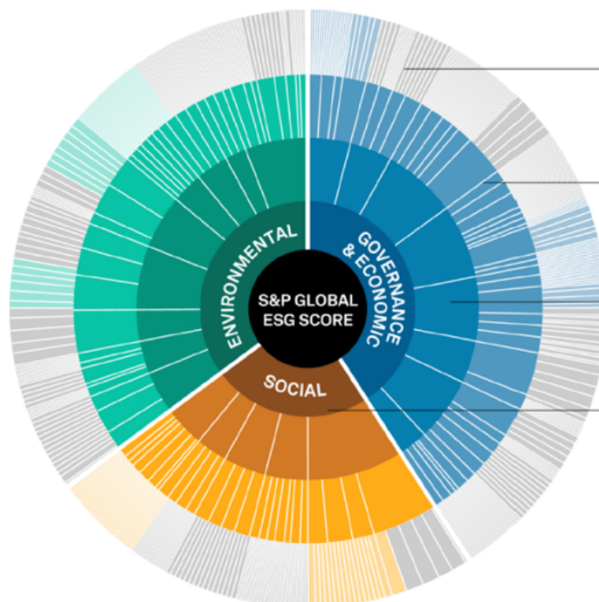 ENVIRONMENTAL
GOVERNANCE
& ECONOMIC
S&P GLOBAL
ESG SCORE
SOCIAL